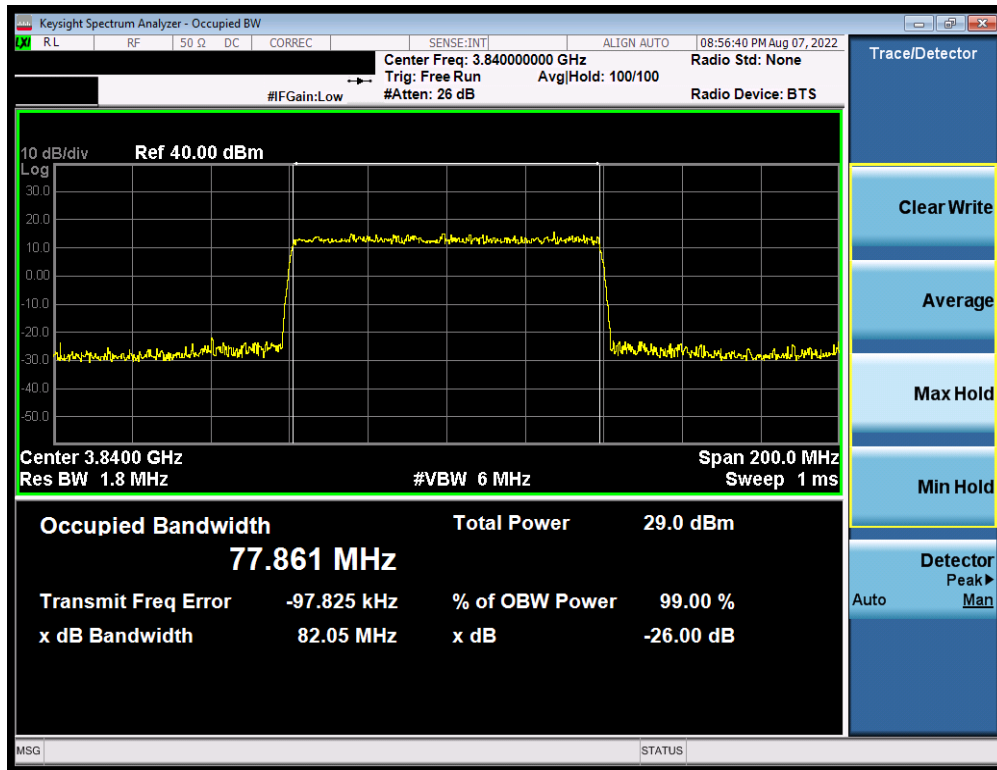 Keysight Spectrum Analyzer - Occupied BW
LXI RL RF 50 Ω DC CORREC SENSE:INT ALIGN AUTO 08:56:40 PM Aug 07, 2022
Center Freq: 3.840000000 GHz Radio Std: None
Trig: Free Run Avg|Hold: 100/100
#IFGain:Low #Atten: 26 dB Radio Device: BTS
10 dB/div Ref 40.00 dBm
Log
30.0
20.0
10.0
0.00
-10.0
-20.0
-30.0
-40.0
-50.0
Center 3.8400 GHz Span 200.0 MHz
Res BW 1.8 MHz #VBW 6 MHz Sweep 1 ms
Occupied Bandwidth Total Power 29.0 dBm
77.861 MHz
Transmit Freq Error -97.825 kHz % of OBW Power 99.00 %
x dB Bandwidth 82.05 MHz x dB -26.00 dB
MSG STATUS
Trace/Detector
Clear Write
Average
Max Hold
Min Hold
Detector
Peak▶
Auto Man